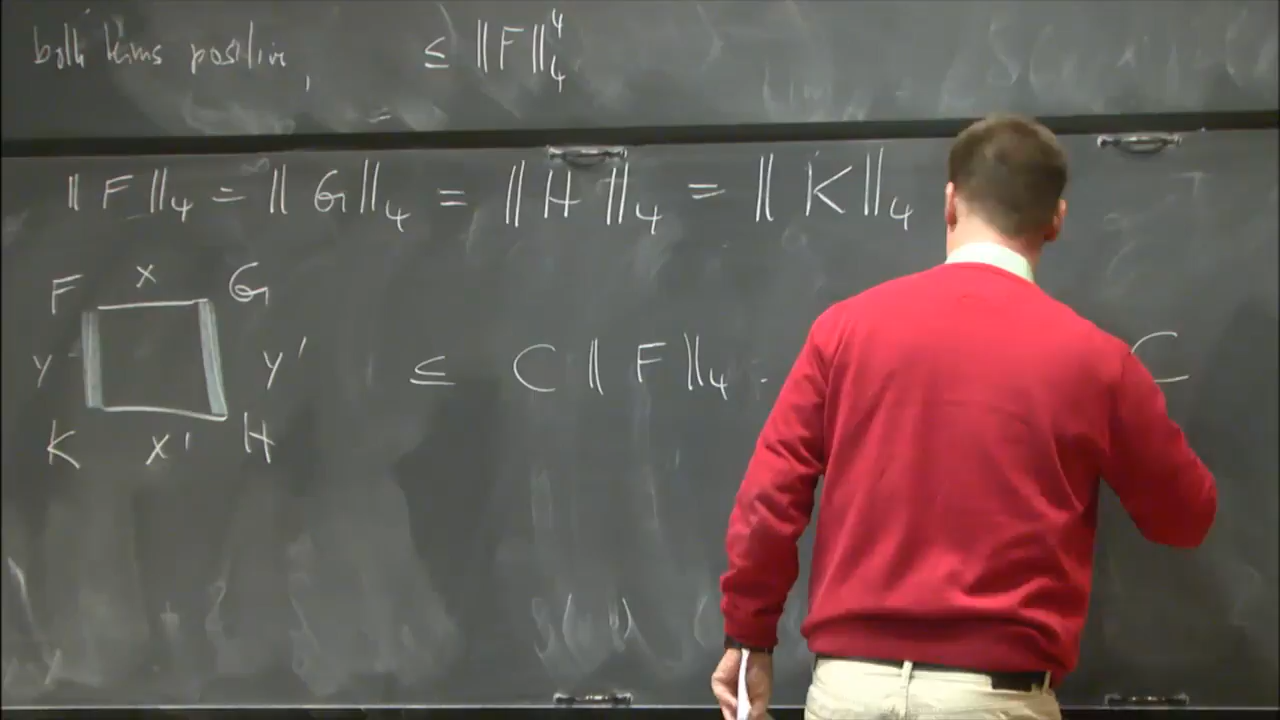 both terms positive, ≤ ‖F‖₄⁴
=
‖F‖₄ = ‖G‖₄ = ‖H‖₄ = ‖K‖₄
F x G
y y'
K x' H
≤ C ‖F‖₄ . C